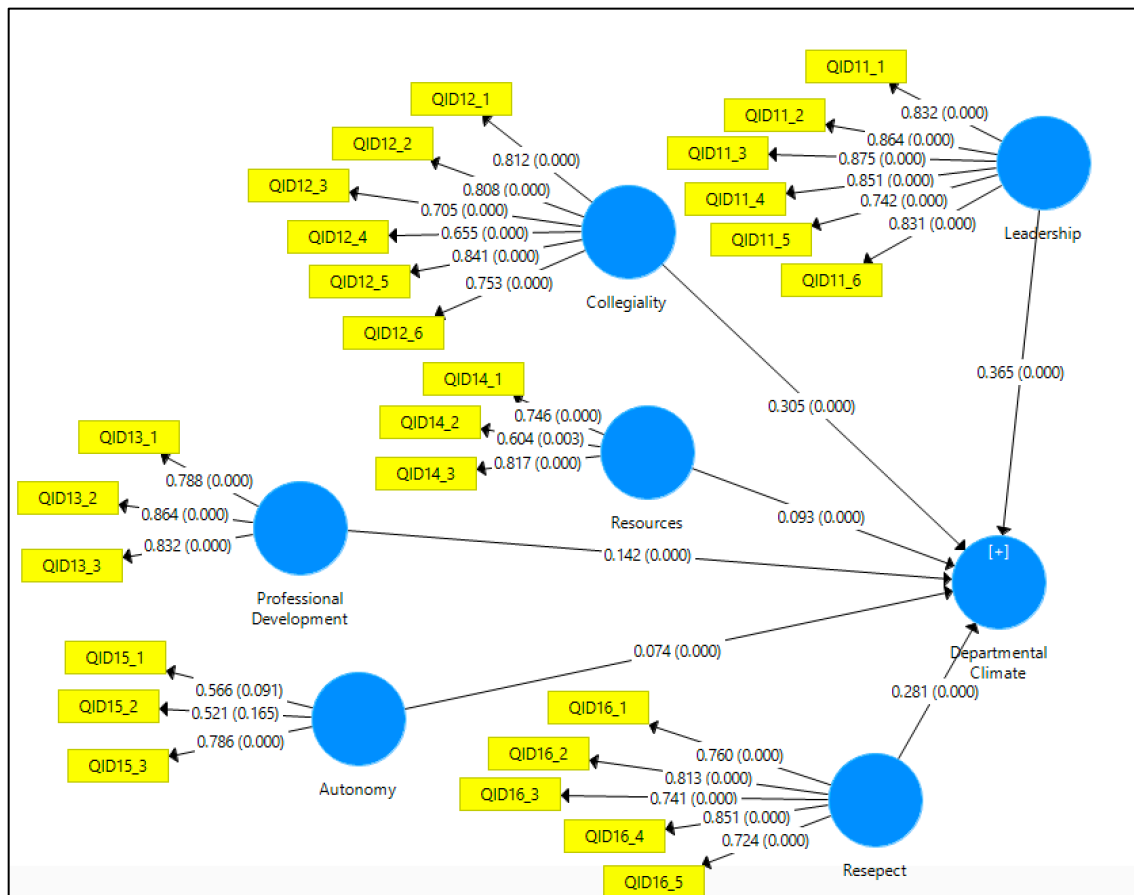 QID11_1
0.832 (0.000)
QID11_2
0.864 (0.000)
QID11_3
0.875 (0.000)
QID11_4
0.851 (0.000)
QID11_5
0.742 (0.000)
QID11_6
0.831 (0.000)
Leadership
0.365 (0.000)
QID12_1
0.812 (0.000)
QID12_2
0.808 (0.000)
QID12_3
0.705 (0.000)
QID12_4
0.655 (0.000)
QID12_5
0.841 (0.000)
QID12_6
0.753 (0.000)
Collegiality
0.305 (0.000)
QID14_1
0.746 (0.000)
QID14_2
0.604 (0.003)
QID14_3
0.817 (0.000)
Resources
0.093 (0.000)
QID13_1
0.788 (0.000)
QID13_2
0.864 (0.000)
QID13_3
0.832 (0.000)
Professional
Development
0.142 (0.000)
[+]
Departmental
Climate
QID15_1
0.566 (0.091)
QID15_2
0.521 (0.165)
QID15_3
0.786 (0.000)
Autonomy
0.074 (0.000)
QID16_1
0.760 (0.000)
QID16_2
0.813 (0.000)
QID16_3
0.741 (0.000)
QID16_4
0.851 (0.000)
QID16_5
0.724 (0.000)
Resepect
0.281 (0.000)